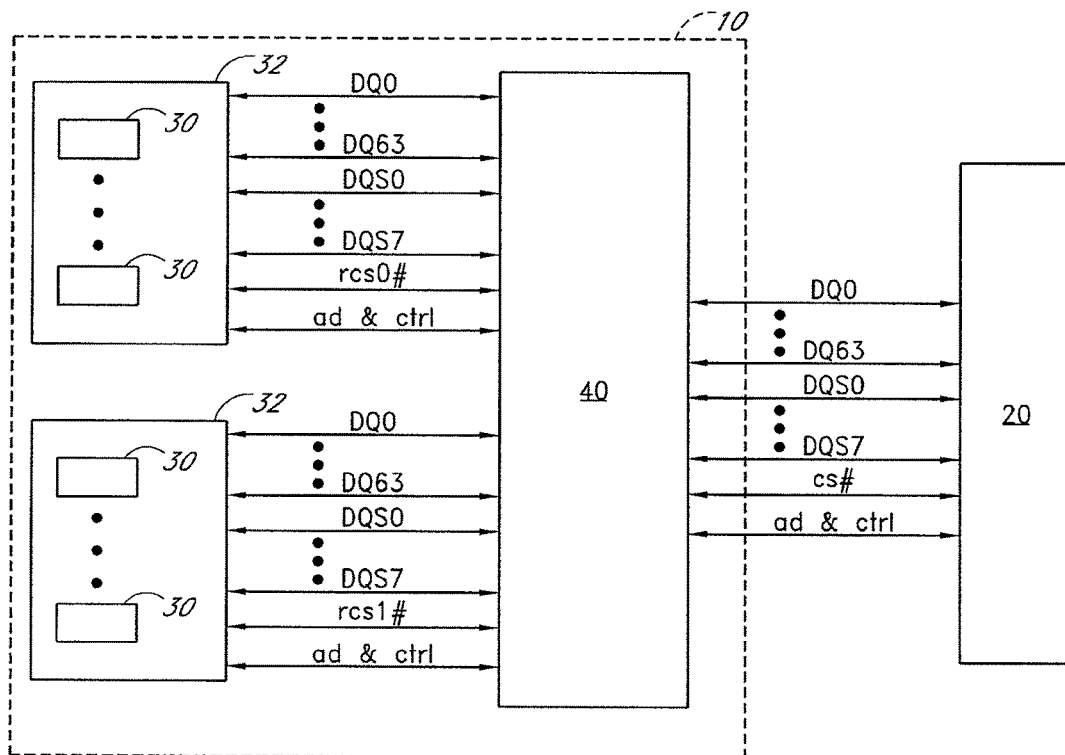 10
32
30
30
DQ0
DQ63
DQS0
DQS7
rcs0#
ad & ctrl
32
30
30
DQ0
DQ63
DQS0
DQS7
rcs1#
ad & ctrl
40
DQ0
DQ63
DQS0
DQS7
cs#
ad & ctrl
20